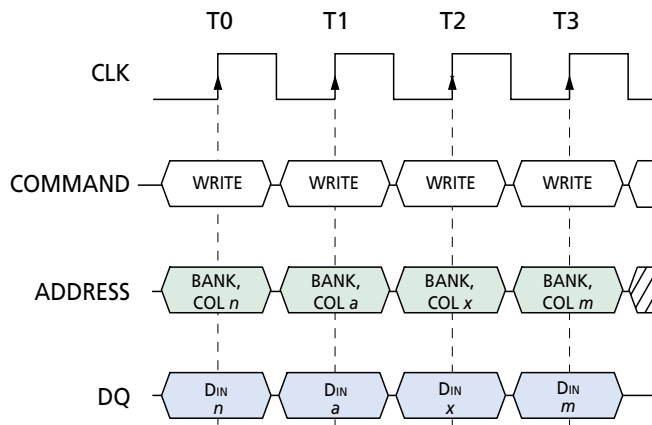 T0 T1 T2 T3
CLK
COMMAND WRITE WRITE WRITE WRITE
ADDRESS BANK, COL n BANK, COL a BANK, COL x BANK, COL m
DQ DIN n DIN a DIN x DIN m